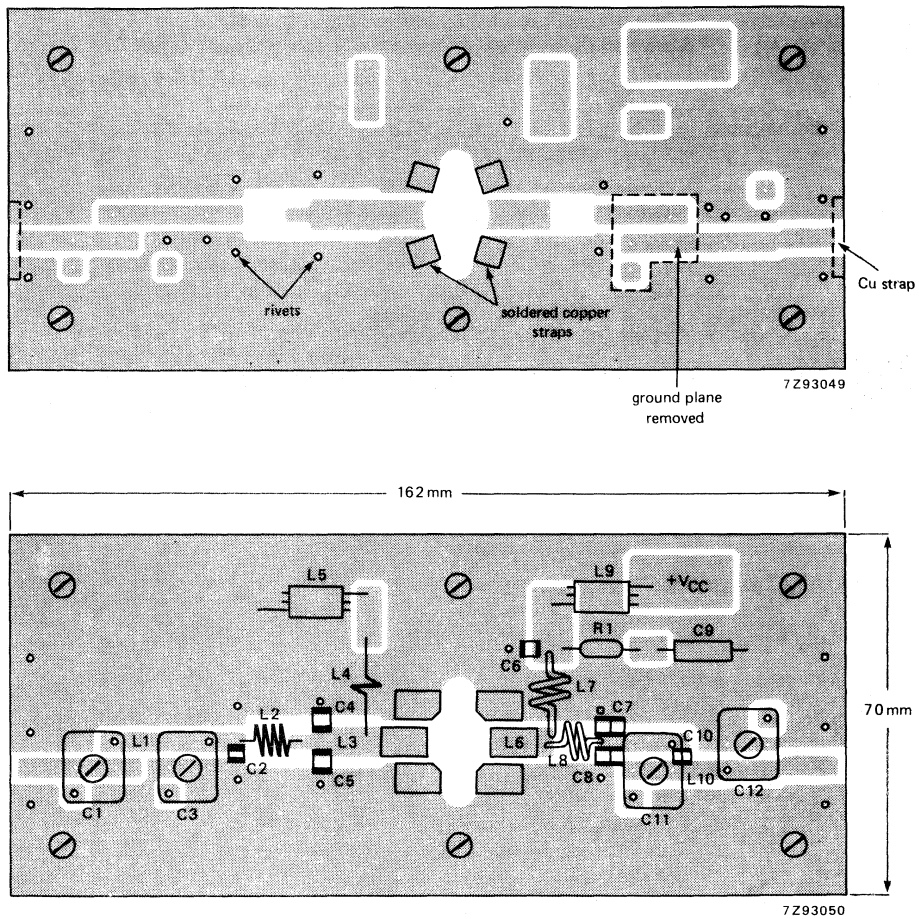 rivets
soldered copper
straps
Cu strap
7Z93049
ground plane
removed
162 mm
L5
L9
+VCC
R1
C9
C6
L4
L7
C4
C7
L2
70 mm
L1
L3
L6
C10
C2
L8
C5
C8
L10
C1
C3
C11
C12
7Z93050